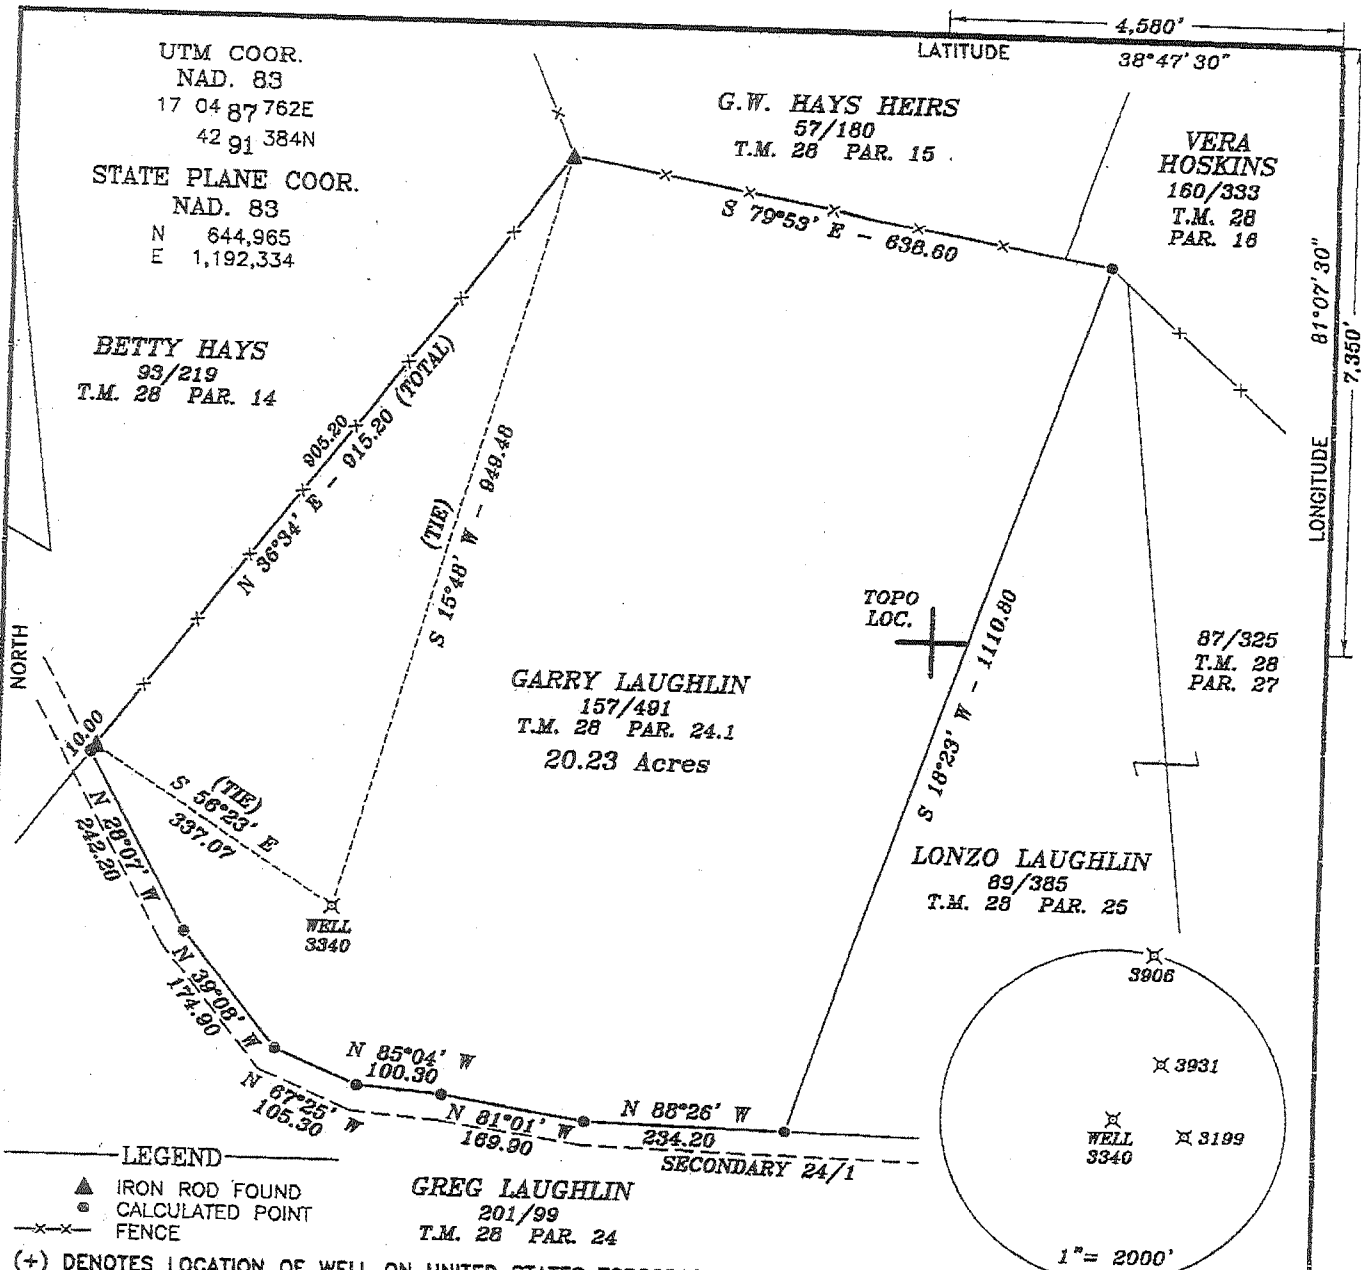 4,580'
LATITUDE
38°47'30"
UTM COOR.
NAD. 83
17 04 87 762E
42 91 384N
STATE PLANE COOR.
NAD. 83
N 644,965
E 1,192,334
G.W. HAYS HEIRS
57/180
T.M. 28 PAR. 15
VERA
HOSKINS
160/333
T.M. 28
PAR. 16
S 79°53' E - 638.60
81°07'30"
7,350'
LONGITUDE
BETTY HAYS
93/219
T.M. 28 PAR. 14
905.20
N 36°34' E - 915.20 (TOTAL)
(TIE)
S 15°48' W - 949.48
TOPO
LOC.
S 18°23' W - 1110.80
87/325
T.M. 28
PAR. 27
NORTH
GARRY LAUGHLIN
157/491
T.M. 28 PAR. 24.1
20.23 Acres
10.00
(TIE)
S 56°23' E
337.07
N 28°07' W
242.20
WELL
3340
LONZO LAUGHLIN
89/385
T.M. 28 PAR. 25
N 39°08' W
174.90
N 85°04' W
100.30
N 67°25' W
105.30
N 81°01' W
169.90
N 88°26' W
234.20
SECONDARY 24/1
3906
3931
WELL
3340
3199
1"= 2000'
LEGEND
IRON ROD FOUND
CALCULATED POINT
FENCE
GREG LAUGHLIN
201/99
T.M. 28 PAR. 24
(+) DENOTES LOCATION OF WELL ON UNITED STATES